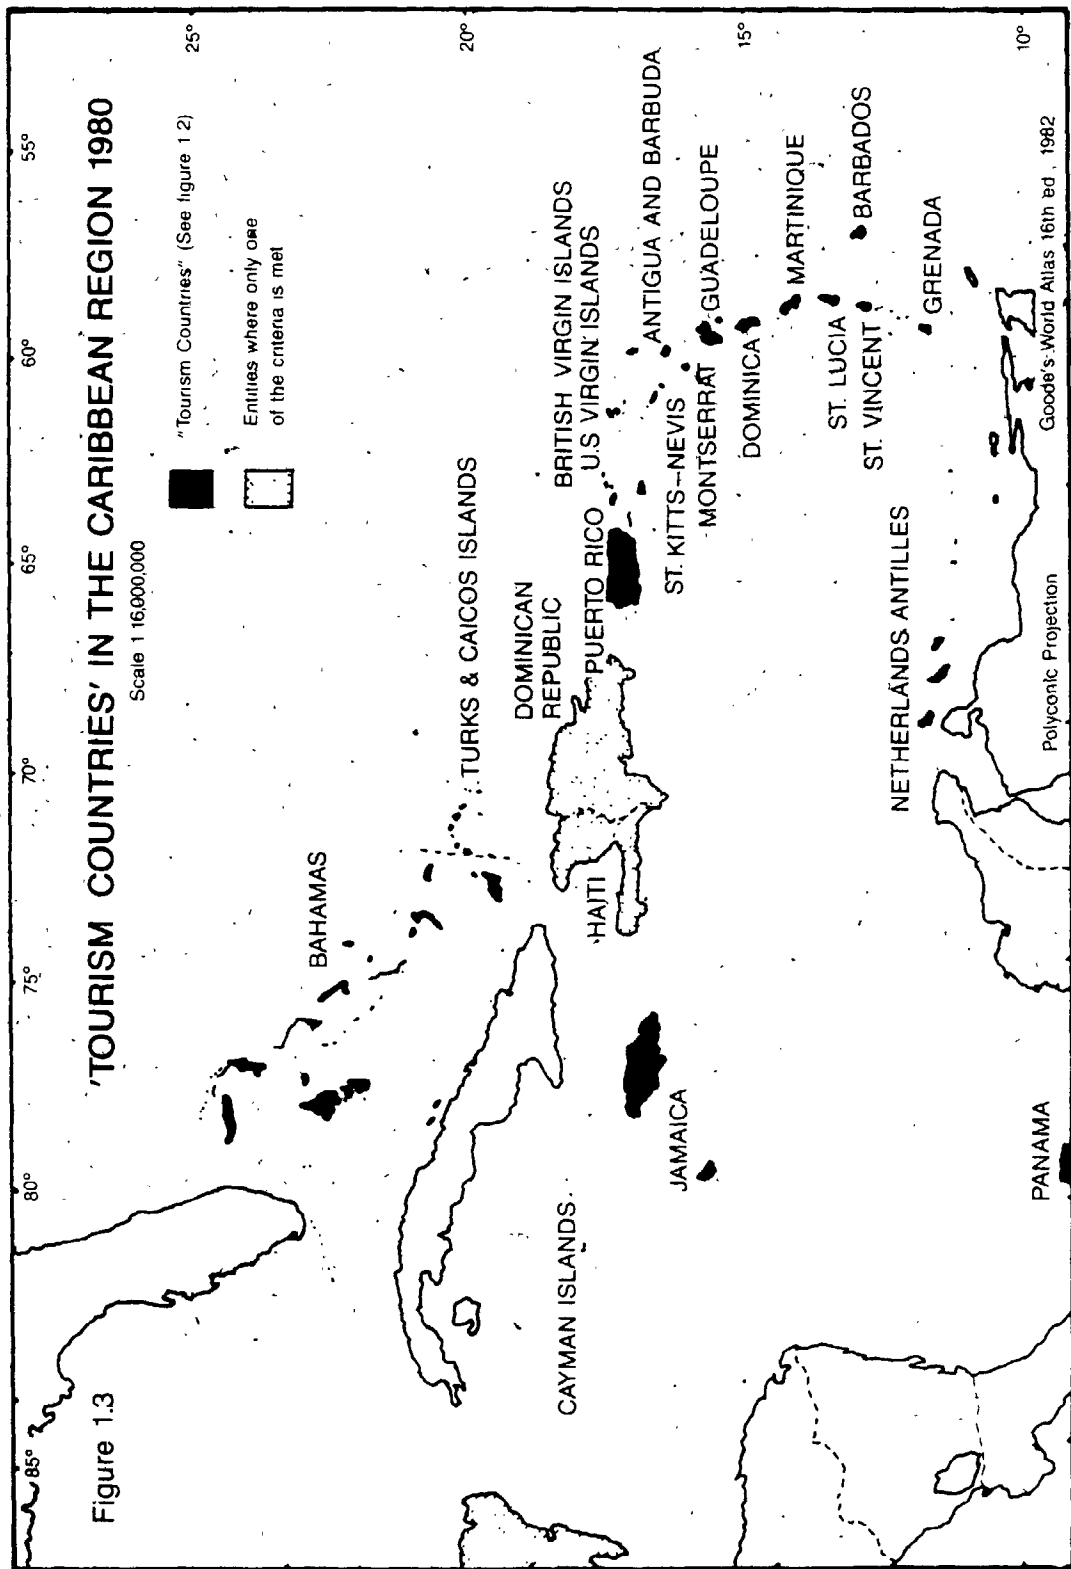 Figure 1.3
'TOURISM COUNTRIES' IN THE CARIBBEAN REGION 1980
Scale 1 16,000,000
"Tourism Countries" (See figure 1 2)
Entities where only one
of the criteria is met
85°
80°
75°
70°
65°
60°
55°
25°
20°
15°
10°
BAHAMAS
TURKS & CAICOS ISLANDS
DOMINICAN
REPUBLIC
HAITI
PUERTO RICO
BRITISH VIRGIN ISLANDS
U.S VIRGIN ISLANDS
ST. KITTS–NEVIS
ANTIGUA AND BARBUDA
MONTSERRAT
GUADELOUPE
DOMINICA
MARTINIQUE
ST. LUCIA
BARBADOS
ST. VINCENT
GRENADA
CAYMAN ISLANDS
JAMAICA
NETHERLANDS ANTILLES
PANAMA
Polyconic Projection
Goode's World Atlas 16th ed , 1982